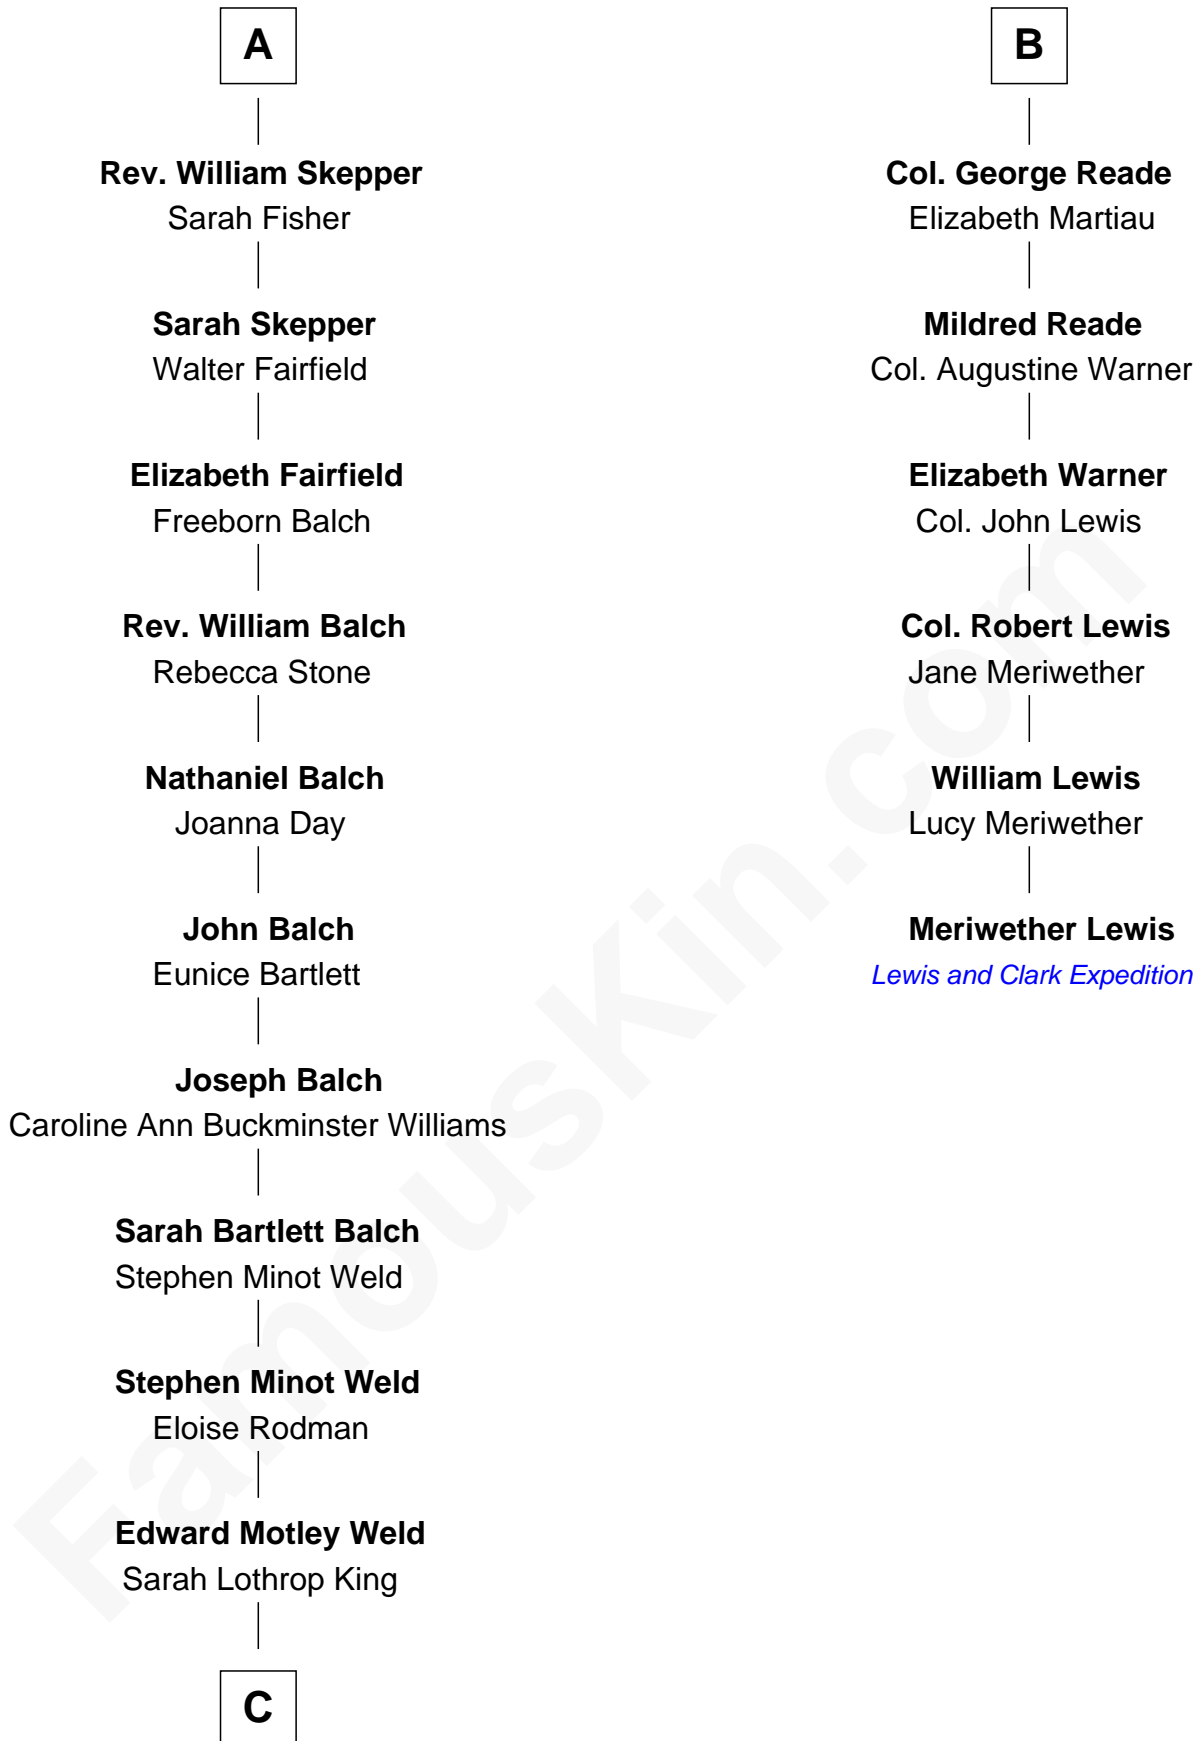 A
Rev. William Skepper
Sarah Fisher
Sarah Skepper
Walter Fairfield
Elizabeth Fairfield
Freeborn Balch
Rev. William Balch
Rebecca Stone
Nathaniel Balch
Joanna Day
John Balch
Eunice Bartlett
Joseph Balch
Caroline Ann Buckminster Williams
Sarah Bartlett Balch
Stephen Minot Weld
Stephen Minot Weld
Eloise Rodman
Edward Motley Weld
Sarah Lothrop King
C
B
Col. George Reade
Elizabeth Martiau
Mildred Reade
Col. Augustine Warner
Elizabeth Warner
Col. John Lewis
Col. Robert Lewis
Jane Meriwether
William Lewis
Lucy Meriwether
Meriwether Lewis
Lewis and Clark Expedition
FamousKin.com